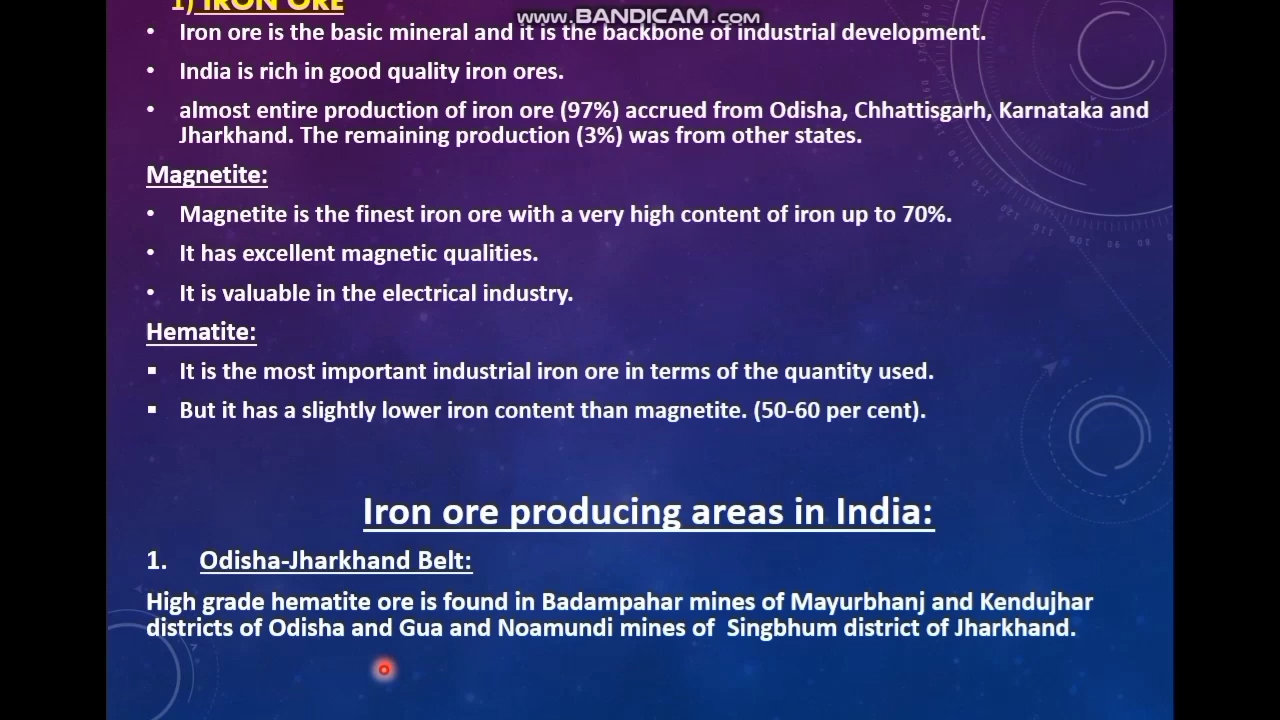 www.BANDICAM.com
1) IRON ORE
• Iron ore is the basic mineral and it is the backbone of industrial development.
• India is rich in good quality iron ores.
• almost entire production of iron ore (97%) accrued from Odisha, Chhattisgarh, Karnataka and
Jharkhand. The remaining production (3%) was from other states.
Magnetite:
• Magnetite is the finest iron ore with a very high content of iron up to 70%.
• It has excellent magnetic qualities.
• It is valuable in the electrical industry.
Hematite:
▪ It is the most important industrial iron ore in terms of the quantity used.
▪ But it has a slightly lower iron content than magnetite. (50-60 per cent).
Iron ore producing areas in India:
1. Odisha-Jharkhand Belt:
High grade hematite ore is found in Badampahar mines of Mayurbhanj and Kendujhar
districts of Odisha and Gua and Noamundi mines of Singbhum district of Jharkhand.